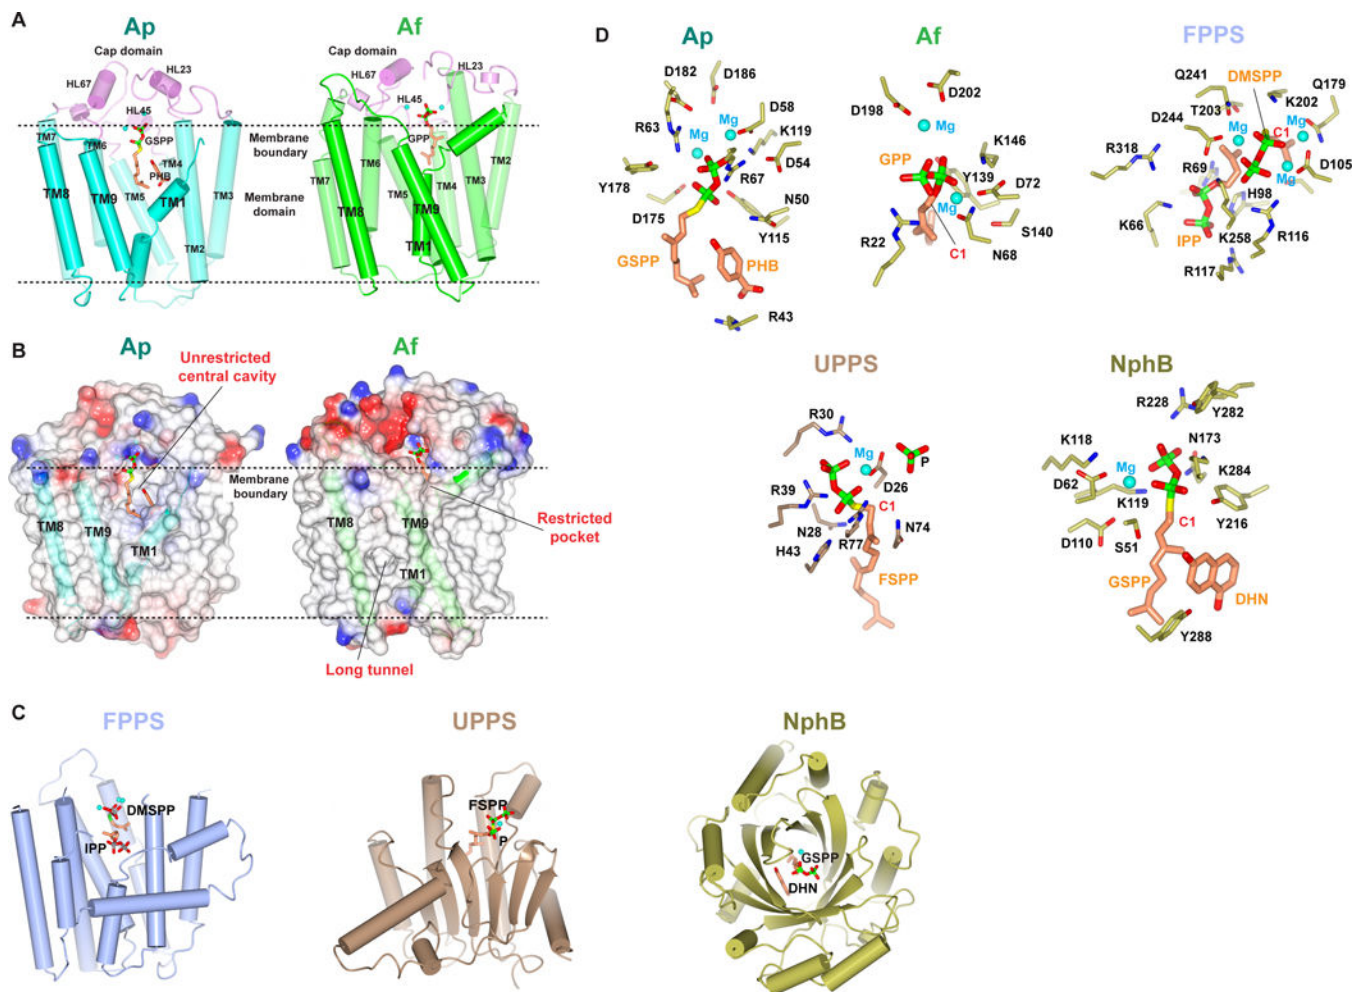 A
Ap
Af
Cap domain
Cap domain
HL67
HL23
HL67
HL23
HL45
HL45
GSPP
GPP
Membrane
boundary
TM7
TM6
TM4
PHB
TM5
TM8
TM9
TM1
TM3
TM2
Membrane
domain
TM7
TM6
TM5
TM4
TM3
TM2
TM8
TM9
TM1
B
Ap
Af
Unrestricted
central cavity
Membrane
boundary
TM8
TM9
TM1
TM8
TM9
TM1
Restricted
pocket
Long tunnel
C
FPPS
UPPS
NphB
DMSPP
IPP
FSPP
P
GSPP
DHN
D
Ap
D182
D186
D58
R63
Mg
Mg
K119
D54
R67
Y178
D175
N50
Y115
GSPP
PHB
R43
Af
D198
D202
Mg
GPP
K146
Y139
D72
Mg
S140
R22
N68
C1
FPPS
Q241
DMSPP
Q179
T203
K202
D244
Mg
C1
Mg
R318
R69
D105
Mg
H98
K66
IPP
K258
R116
R117
UPPS
R30
Mg
P
D26
R39
C1
N28
R77
N74
H43
FSPP
NphB
R228
Y282
K118
N173
Mg
D62
K284
K119
C1
Y216
D110
S51
GSPP
DHN
Y288